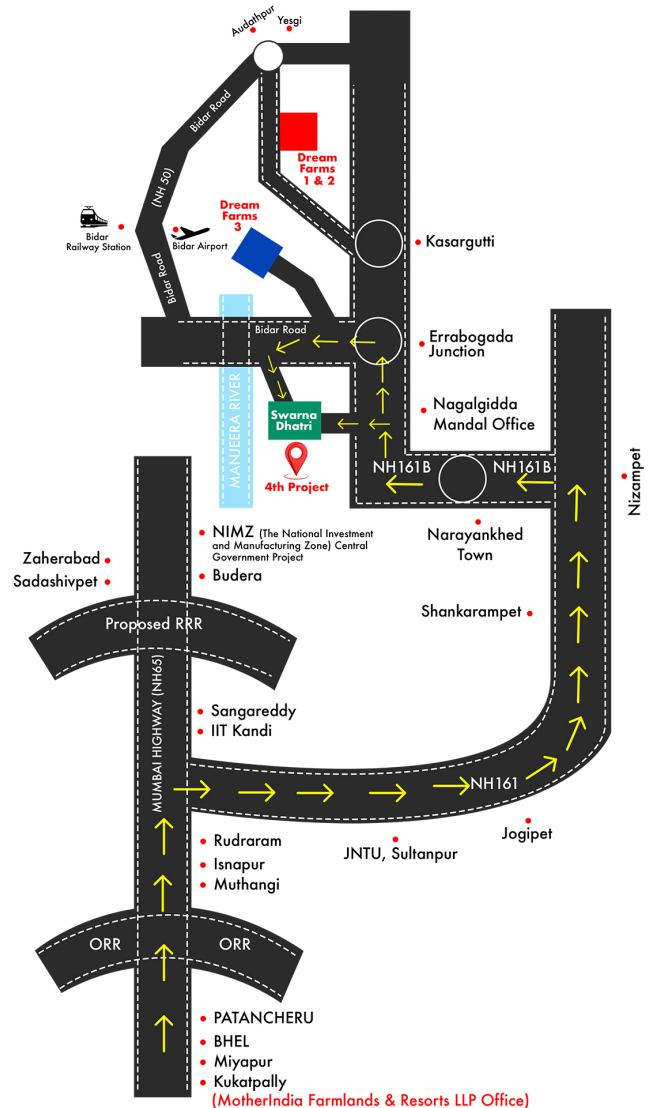 Audathpur
Yesgi
Bidar Road
Dream
Farms
1 & 2
(NH 50)
Dream
Farms
3
Bidar
Railway Station
Bidar Airport
Kasargutti
Bidar Road
Bidar Road
Errabogada
Junction
MANJEERA RIVER
Swarna
Dhatri
Nagalgidda
Mandal Office
4th Project
NH161B
NH161B
Nizampet
Narayankhed
Town
NIMZ (The National Investment
and Manufacturing Zone) Central
Government Project
Zaherabad
Sadashivpet
Budera
Proposed RRR
Shankarampet
MUMBAI HIGHWAY (NH65)
Sangareddy
IIT Kandi
NH161
Jogipet
JNTU, Sultanpur
Rudraram
Isnapur
Muthangi
ORR
ORR
PATANCHERU
BHEL
Miyapur
Kukatpally
(MotherIndia Farmlands & Resorts LLP Office)